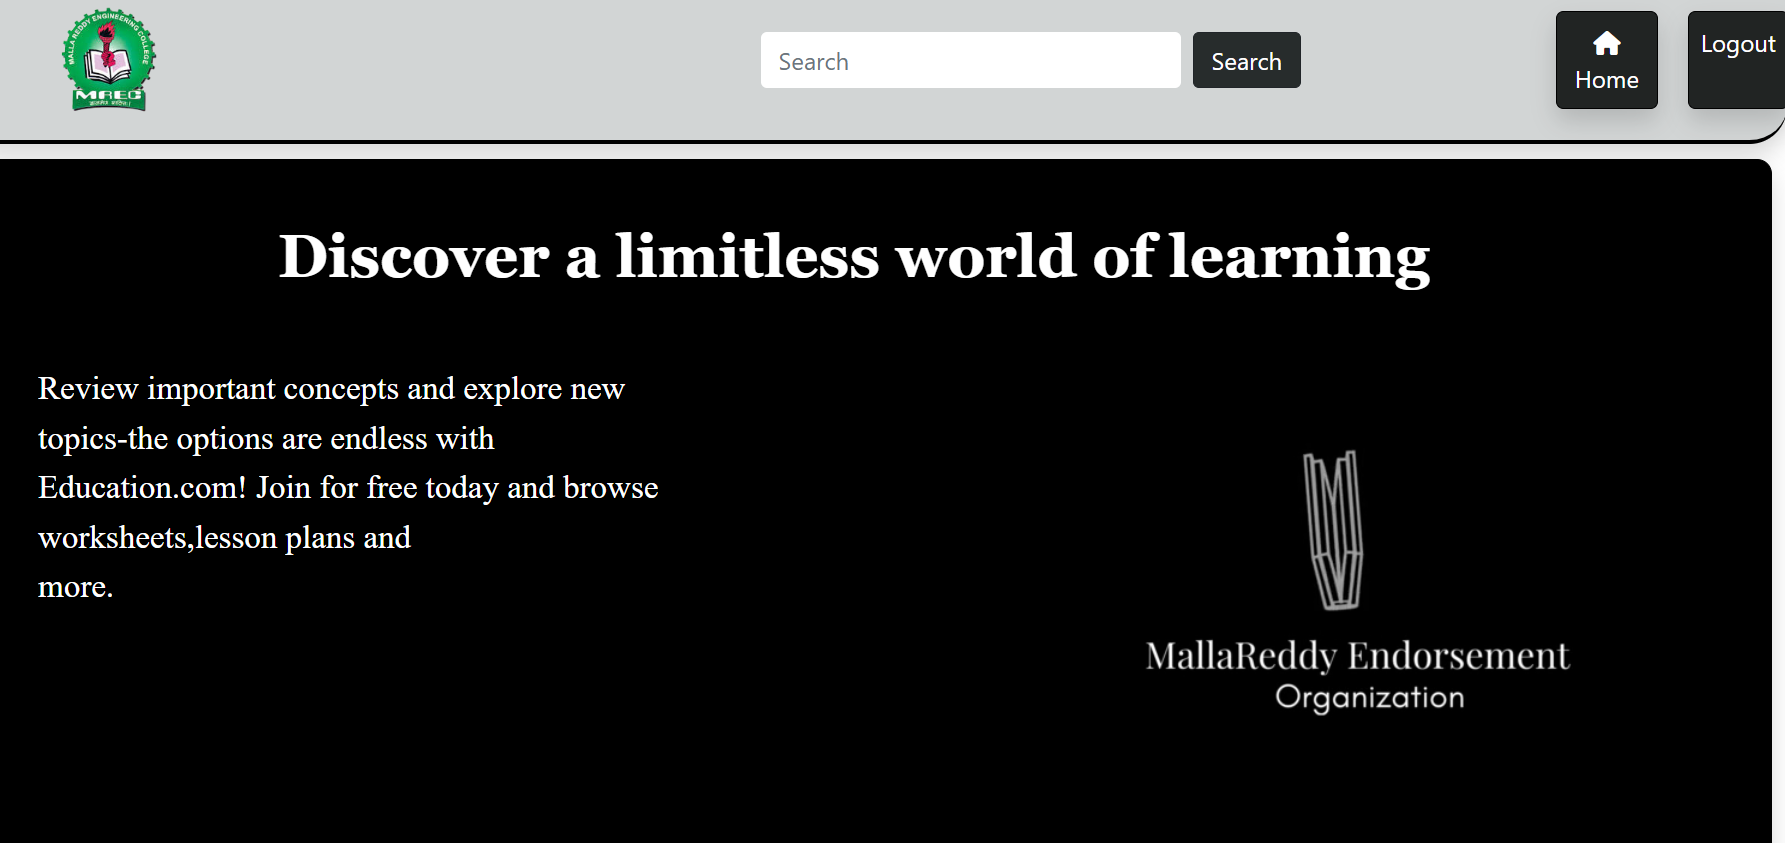 MALLA REDDY ENGINEERING COLLEGE
MREC
Search
Search
Home
Logout
Discover a limitless world of learning
Review important concepts and explore new
topics-the options are endless with
Education.com! Join for free today and browse
worksheets,lesson plans and
more.
MallaReddy Endorsement
Organization